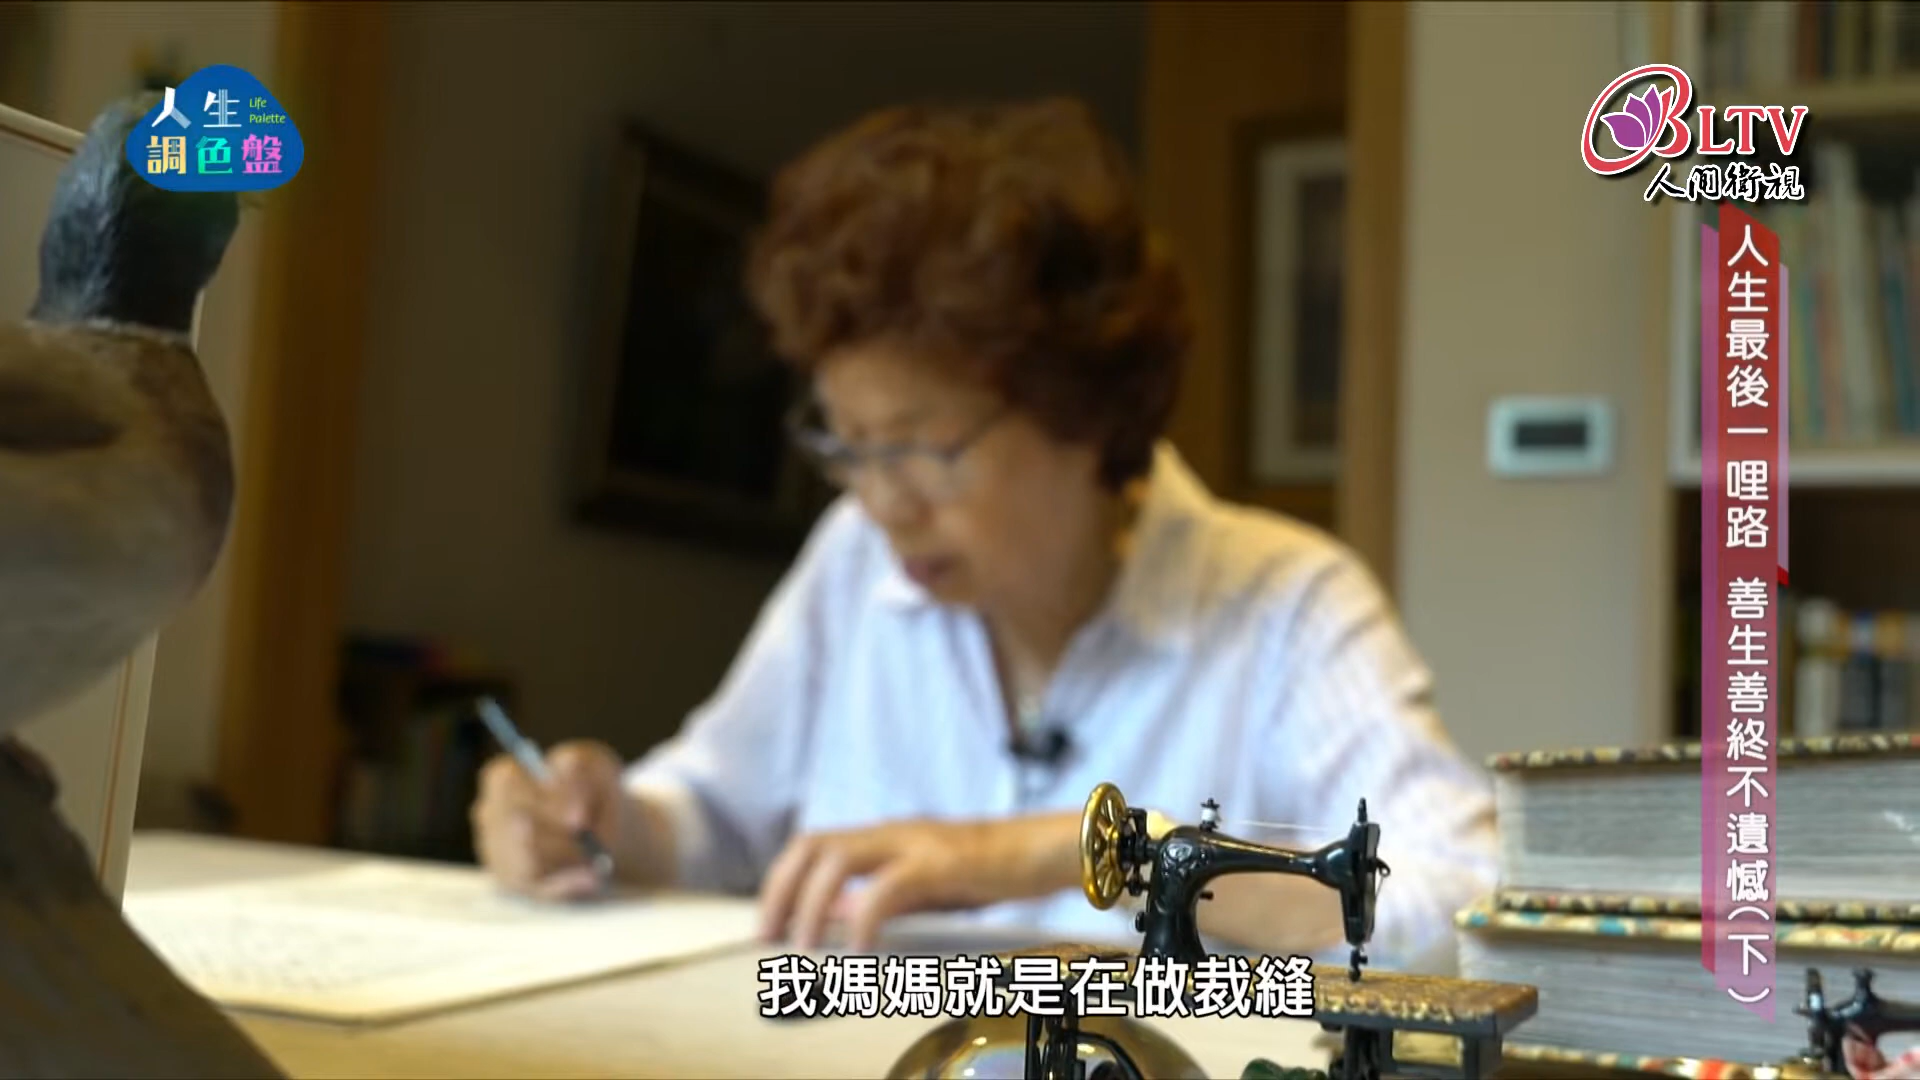 人生
Life
Palette
調色盤
BLTV
人間衛視
人生最後一哩路 善生善終不遺憾(下)
我媽媽就是在做裁縫